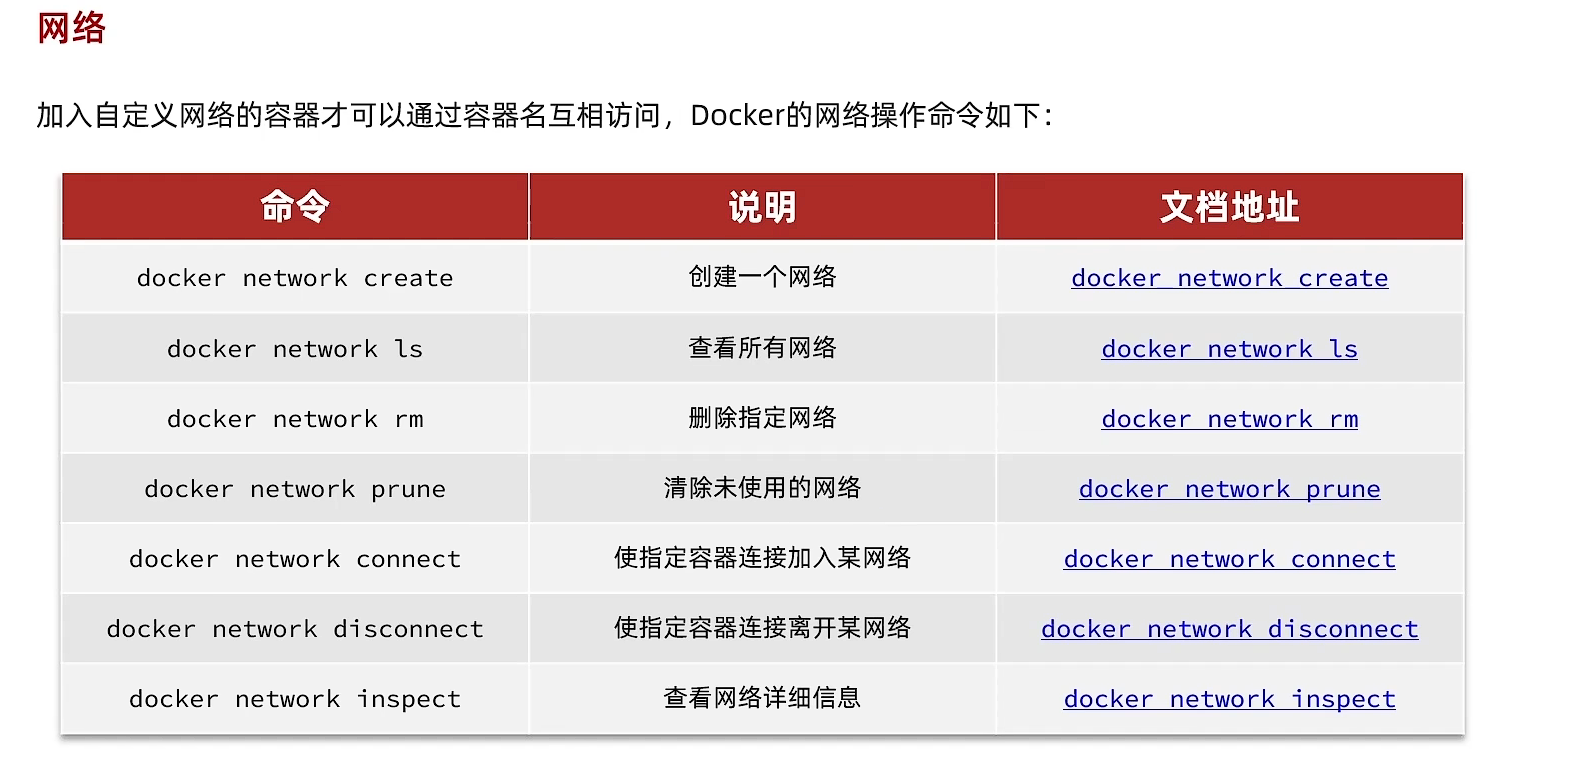 网络
加入自定义网络的容器才可以通过容器名互相访问，Docker的网络操作命令如下：
命令 说明 文档地址
docker network create 创建一个网络 docker network create
docker network ls 查看所有网络 docker network ls
docker network rm 删除指定网络 docker network rm
docker network prune 清除未使用的网络 docker network prune
docker network connect 使指定容器连接加入某网络 docker network connect
docker network disconnect 使指定容器连接离开某网络 docker network disconnect
docker network inspect 查看网络详细信息 docker network inspect